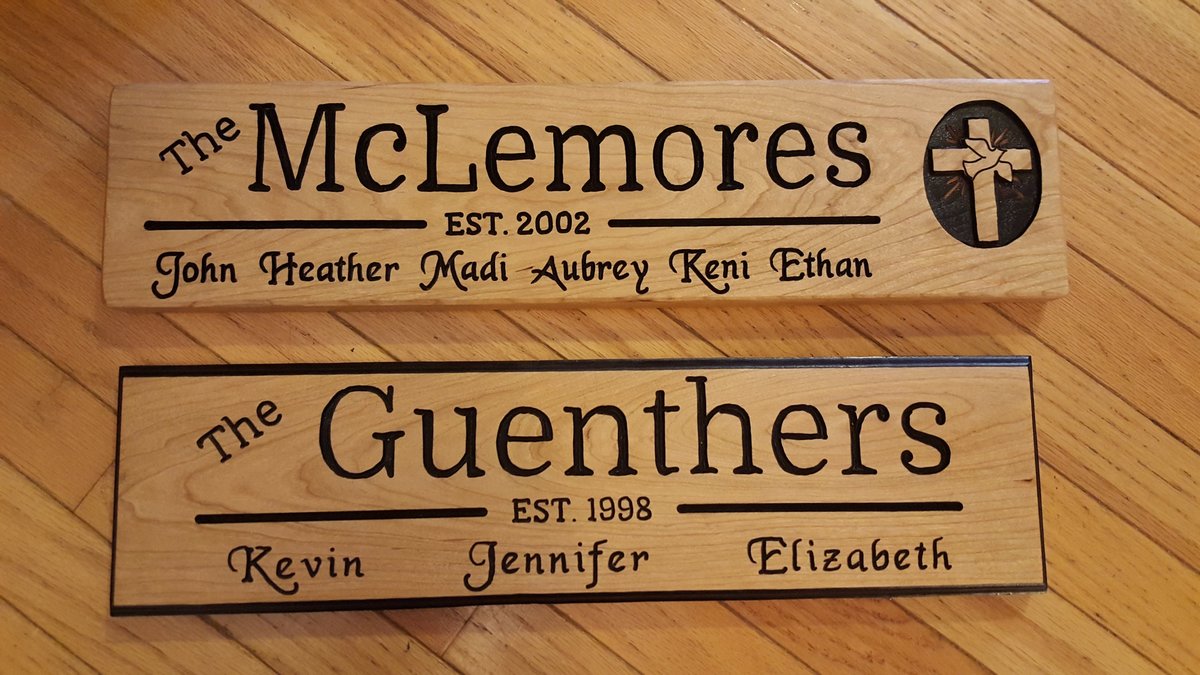 The McLemores
EST. 2002
John Heather Madi Aubrey Keni Ethan
The Guenthers
EST. 1998
Kevin Jennifer Elizabeth